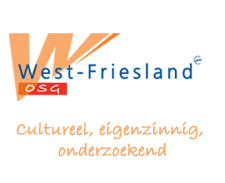 West-Friesland
OSG
Cultureel, eigenzinnig,
onderzoekend